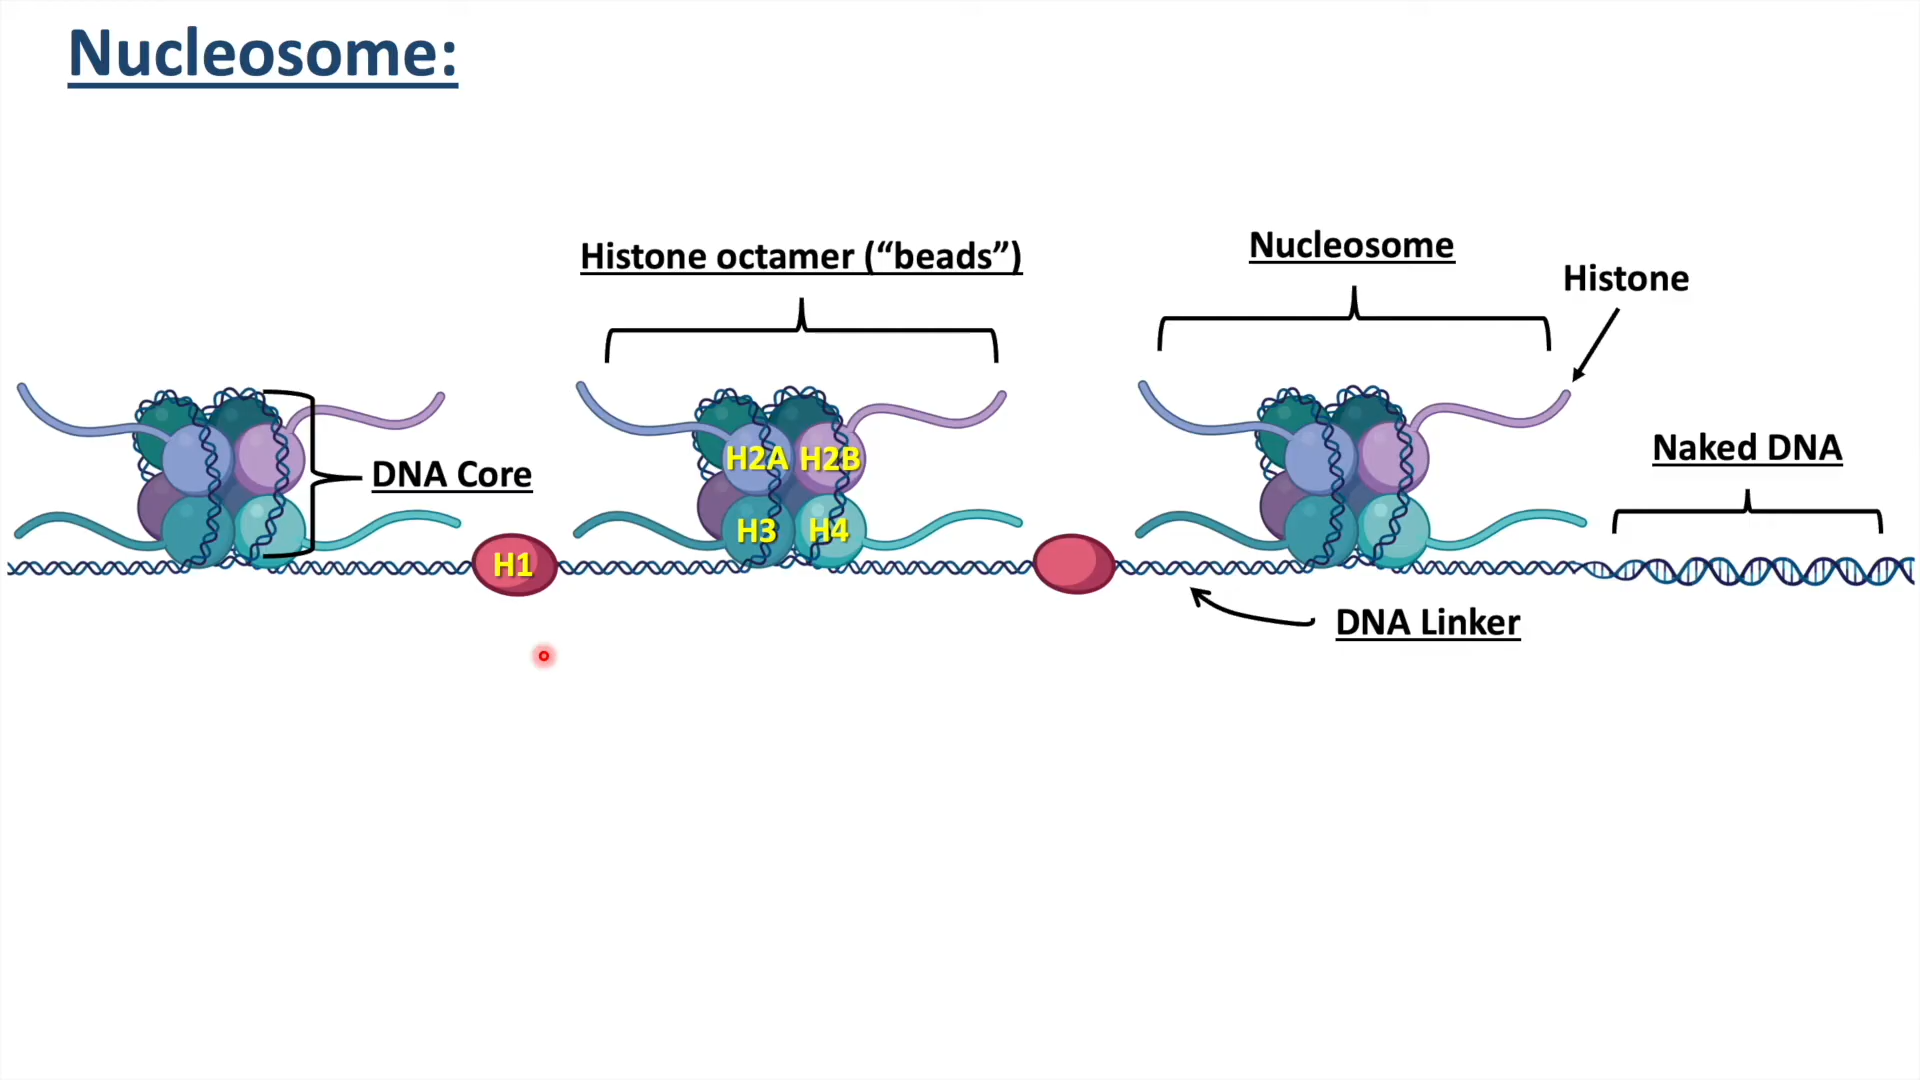 Nucleosome:
Histone octamer (“beads”)
Nucleosome
Histone
DNA Core
H2A
H2B
H3
H4
H1
Naked DNA
DNA Linker